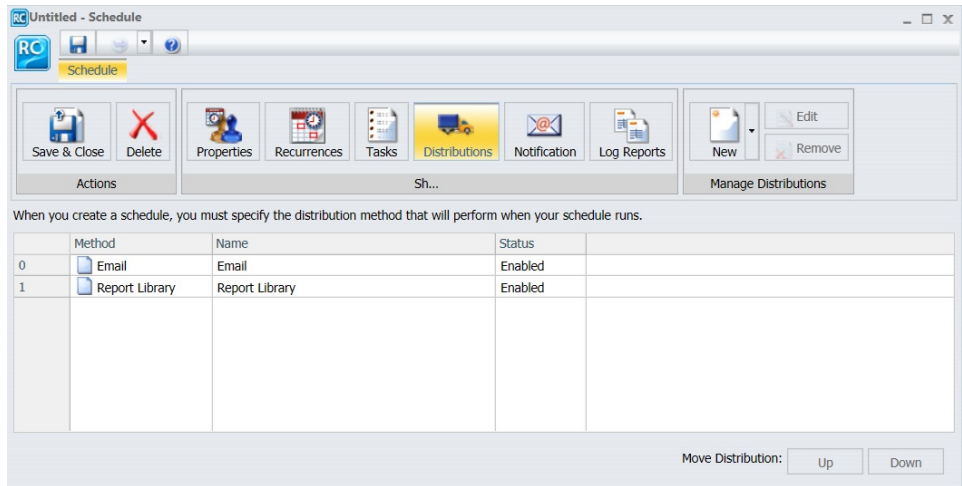 RC Untitled - Schedule
RC
Schedule
Save & Close Delete Properties Recurrences Tasks Distributions Notification Log Reports New Edit
Remove
Actions Sh... Manage Distributions
When you create a schedule, you must specify the distribution method that will perform when your schedule runs.
Method Name Status
0 Email Email Enabled
1 Report Library Report Library Enabled
Move Distribution: Up Down